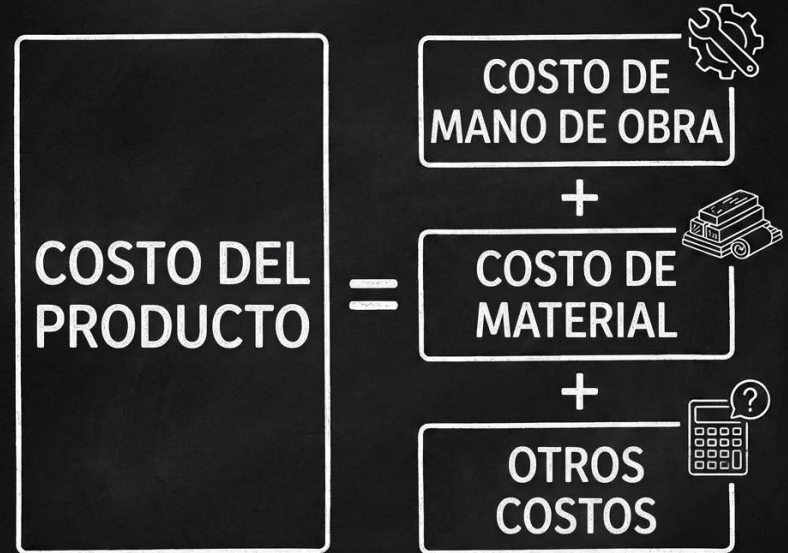 COSTO DEL
PRODUCTO
=
COSTO DE
MANO DE OBRA
+
COSTO DE
MATERIAL
+
?
OTROS
COSTOS